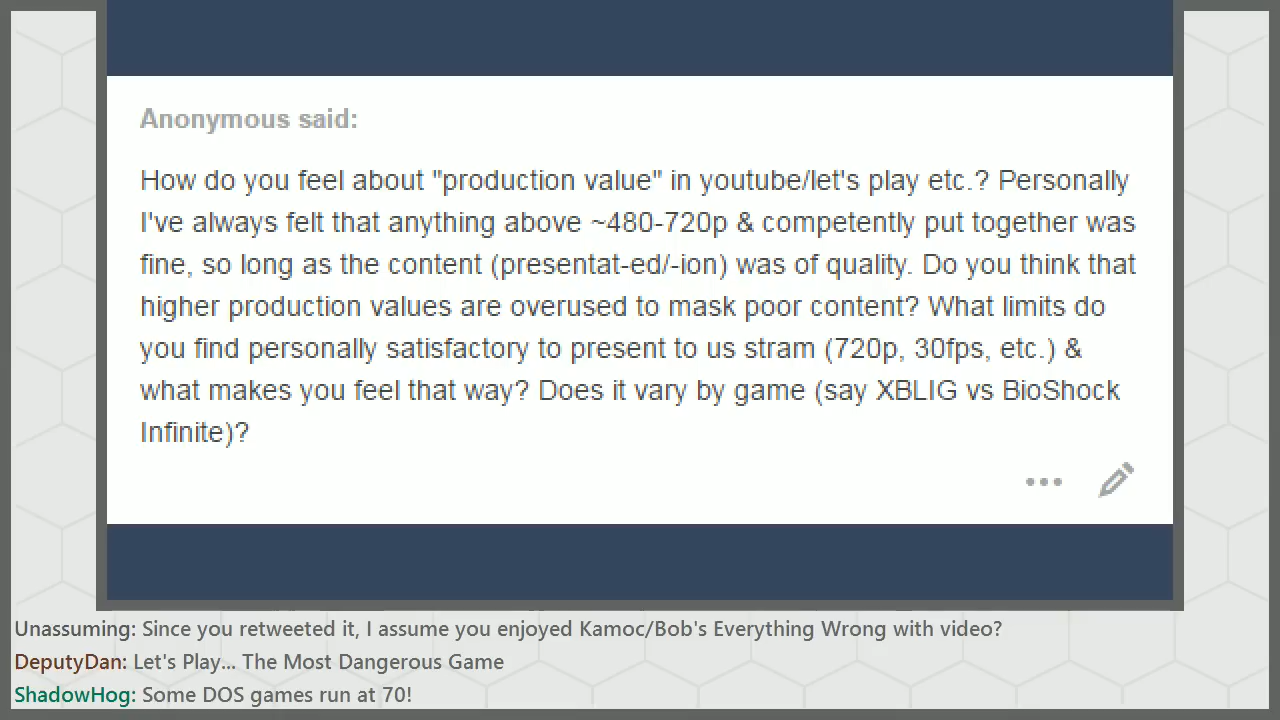 Anonymous said:
How do you feel about "production value" in youtube/let's play etc.? Personally
I've always felt that anything above ~480-720p & competently put together was
fine, so long as the content (presentat-ed/-ion) was of quality. Do you think that
higher production values are overused to mask poor content? What limits do
you find personally satisfactory to present to us stram (720p, 30fps, etc.) &
what makes you feel that way? Does it vary by game (say XBLIG vs BioShock
Infinite)?
Unassuming: Since you retweeted it, I assume you enjoyed Kamoc/Bob's Everything Wrong with video?
DeputyDan: Let's Play... The Most Dangerous Game
ShadowHog: Some DOS games run at 70!